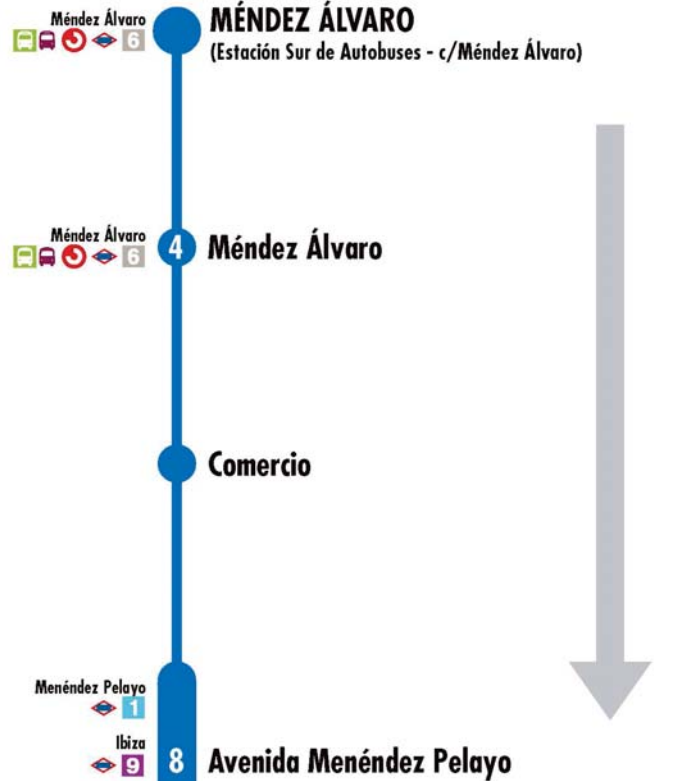 Méndez Álvaro
6
MÉNDEZ ÁLVARO
(Estación Sur de Autobuses - c/Méndez Álvaro)
Méndez Álvaro
6
4
Méndez Álvaro
Comercio
Menéndez Pelayo
1
Ibiza
9
8
Avenida Menéndez Pelayo